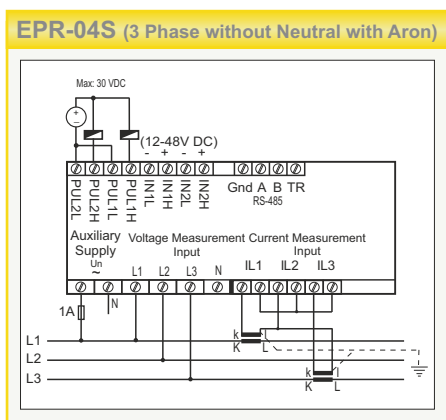 EPR-04S (3 Phase without Neutral with Aron)
Max: 30 VDC
+
–
(12-48V DC)
- + - +
PUL2L PUL2H PUL1L PUL1H IN1L IN1H IN2L IN2H
Gnd A B TR
RS-485
Auxiliary Supply
Voltage Measurement Input
Current Measurement Input
Un
~
L1 L2 L3 N
IL1 IL2 IL3
1A
N
L1
k l
K L
L2
L3
k l
K L